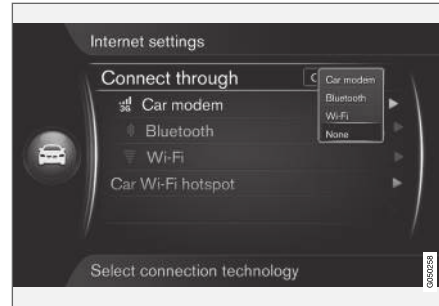 Internet settings
Connect through
Car modem
Bluetooth
Wi-Fi
None
3G Car modem
Bluetooth
Wi-Fi
Car Wi-Fi hotspot
Select connection technology
G050258